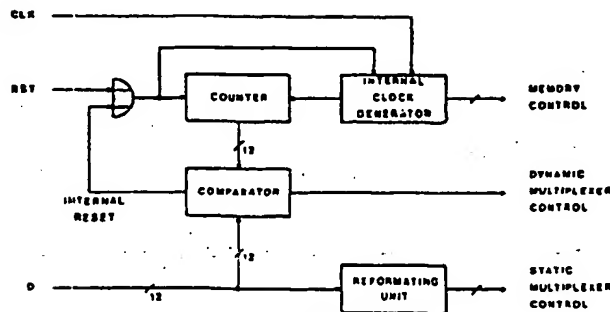 CLK
RST
COUNTER
INTERNAL
CLOCK
GENERATOR
MEMORY
CONTROL
12
COMPARATOR
DYNAMIC
MULTIPLEXER
CONTROL
INTERNAL
RESET
12
D
12
REFORMATING
UNIT
STATIC
MULTIPLEXER
CONTROL